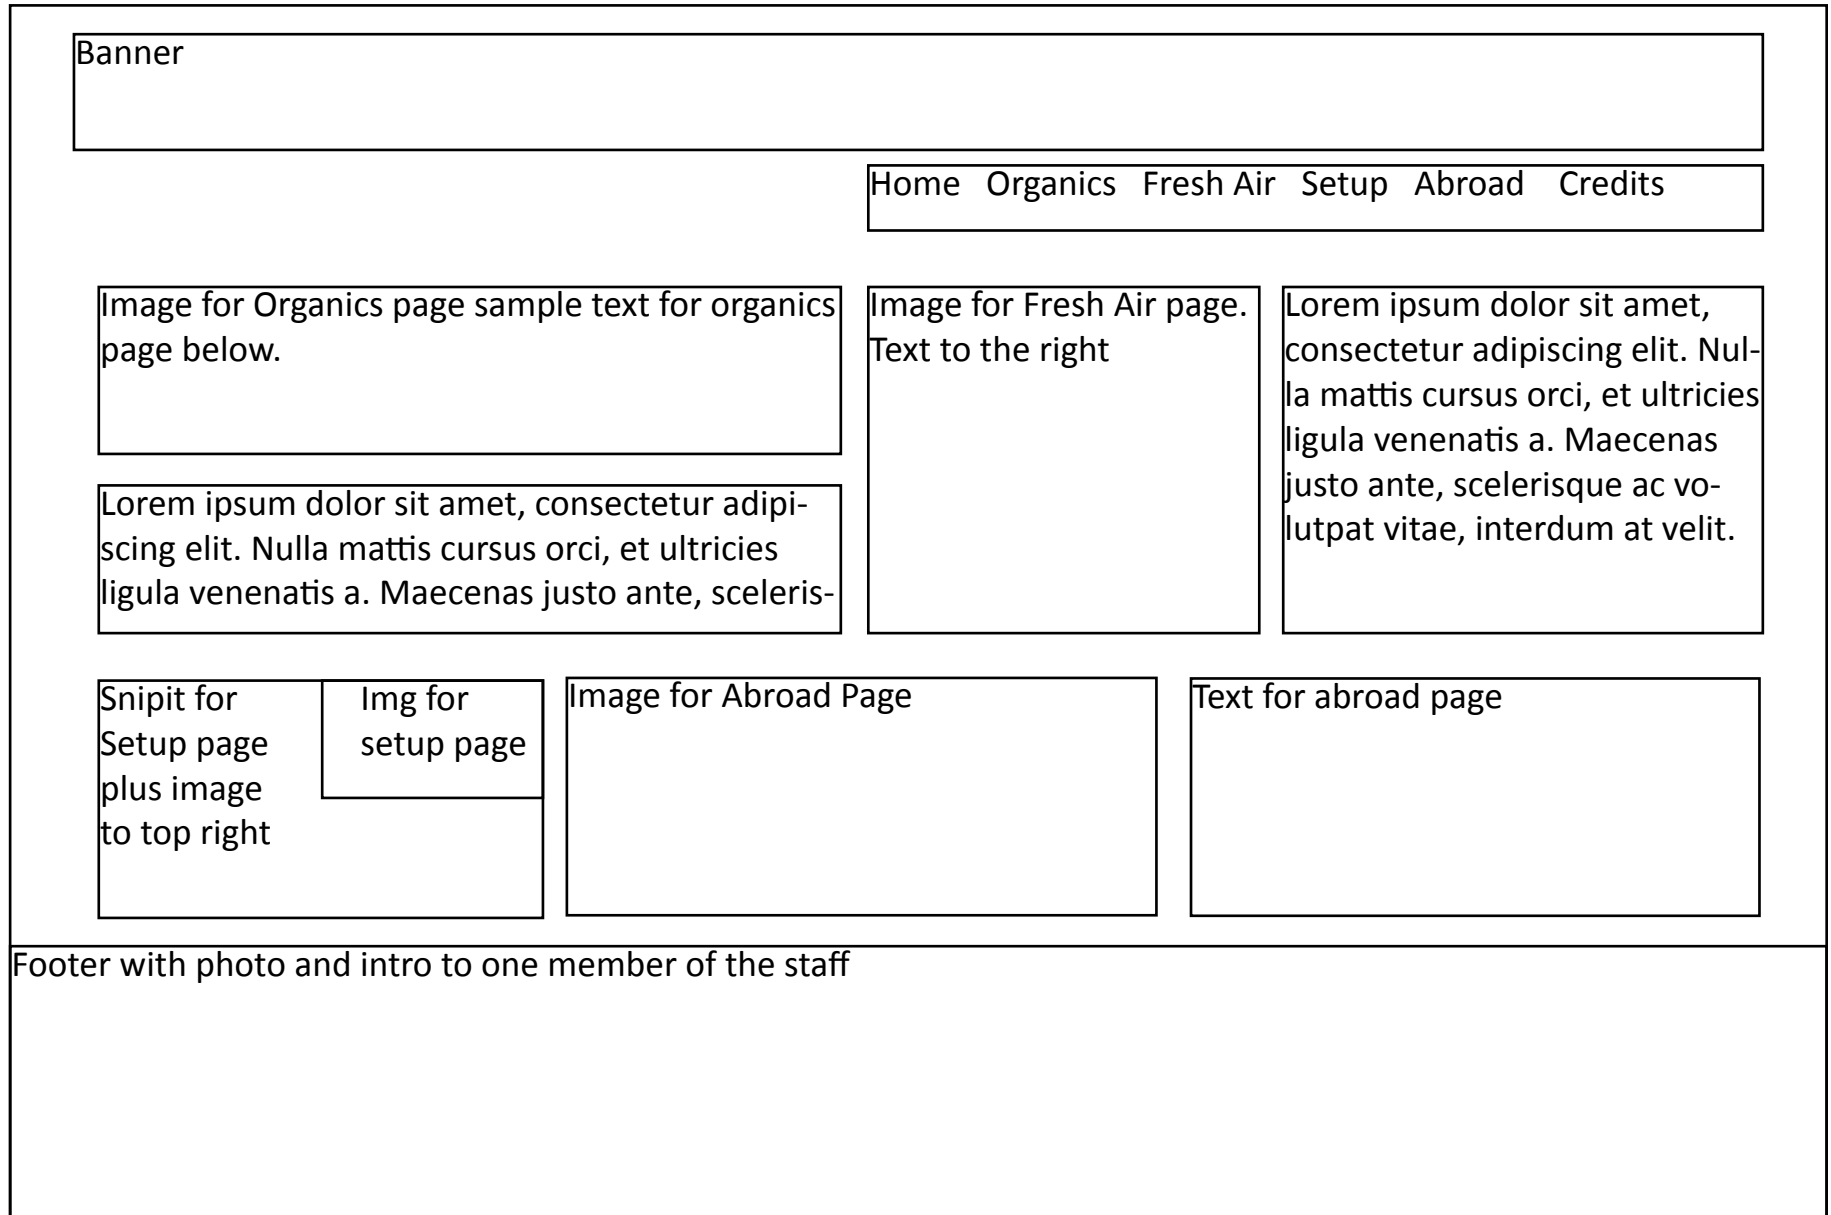 Banner
Home Organics Fresh Air Setup Abroad Credits
Image for Organics page sample text for organics
page below.
Lorem ipsum dolor sit amet, consectetur adipi-
scing elit. Nulla mattis cursus orci, et ultricies
ligula venenatis a. Maecenas justo ante, sceleris-
Image for Fresh Air page.
Text to the right
Lorem ipsum dolor sit amet,
consectetur adipiscing elit. Nul-
la mattis cursus orci, et ultricies
ligula venenatis a. Maecenas
justo ante, scelerisque ac vo-
lutpat vitae, interdum at velit.
Snipit for
Setup page
plus image
to top right
Img for
setup page
Image for Abroad Page
Text for abroad page
Footer with photo and intro to one member of the staff